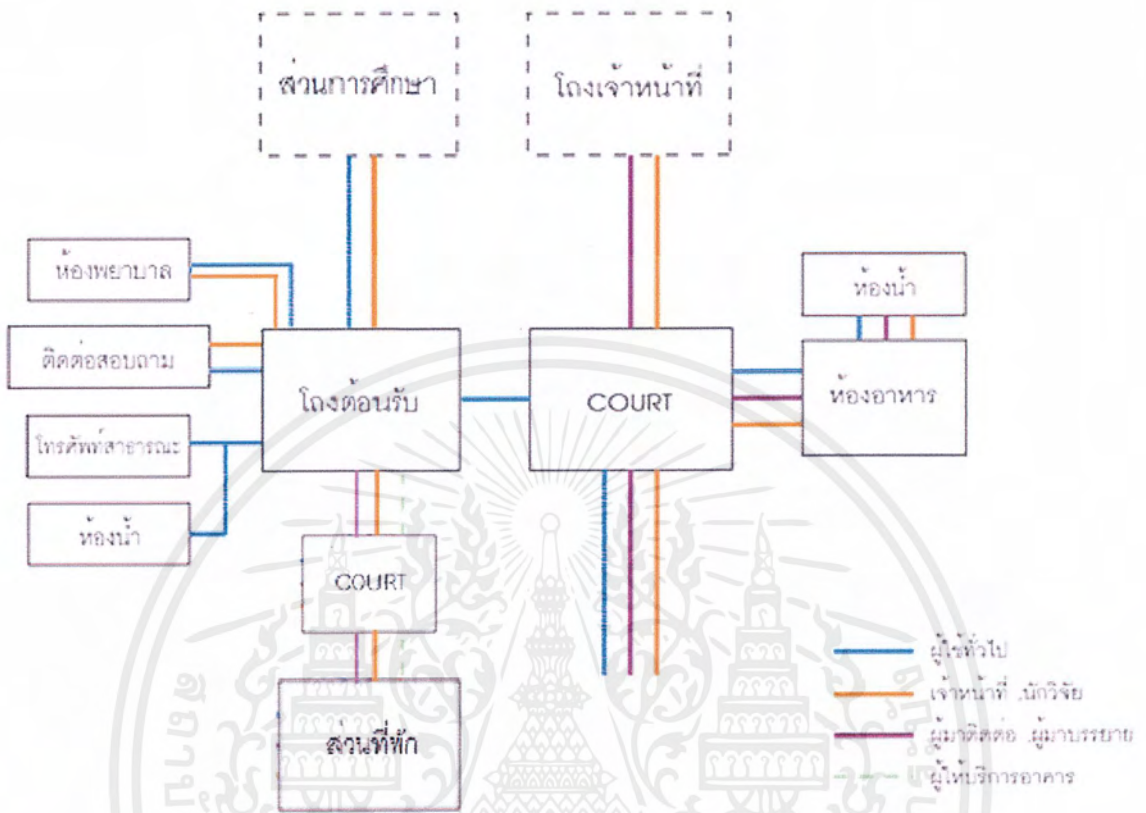 ส่วนการศึกษา
โถงเจ้าหน้าที่
ห้องพยาบาล
ห้องน้ำ
ติดต่อสอบถาม
โถงต้อนรับ
COURT
ห้องอาหาร
โทรศัพท์สาธารณะ
ห้องน้ำ
COURT
ส่วนที่พัก
ผู้ใช้ทั่วไป
เจ้าหน้าที่ ,นักวิจัย
ผู้มาติดต่อ ,ผู้มาบรรยาย
ผู้ให้บริการอาคาร